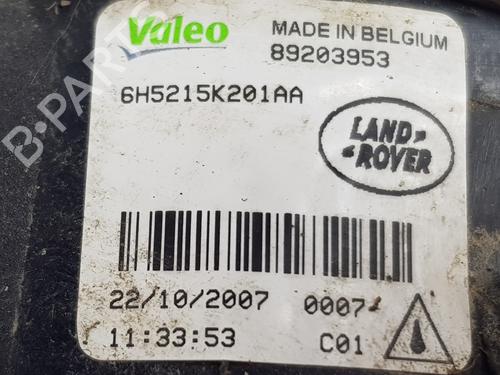 Valeo
MADE IN BELGIUM
89203953
6H5215K201AA
LAND
ROVER
22/10/2007 0007
11:33:53 C01
B-Parts